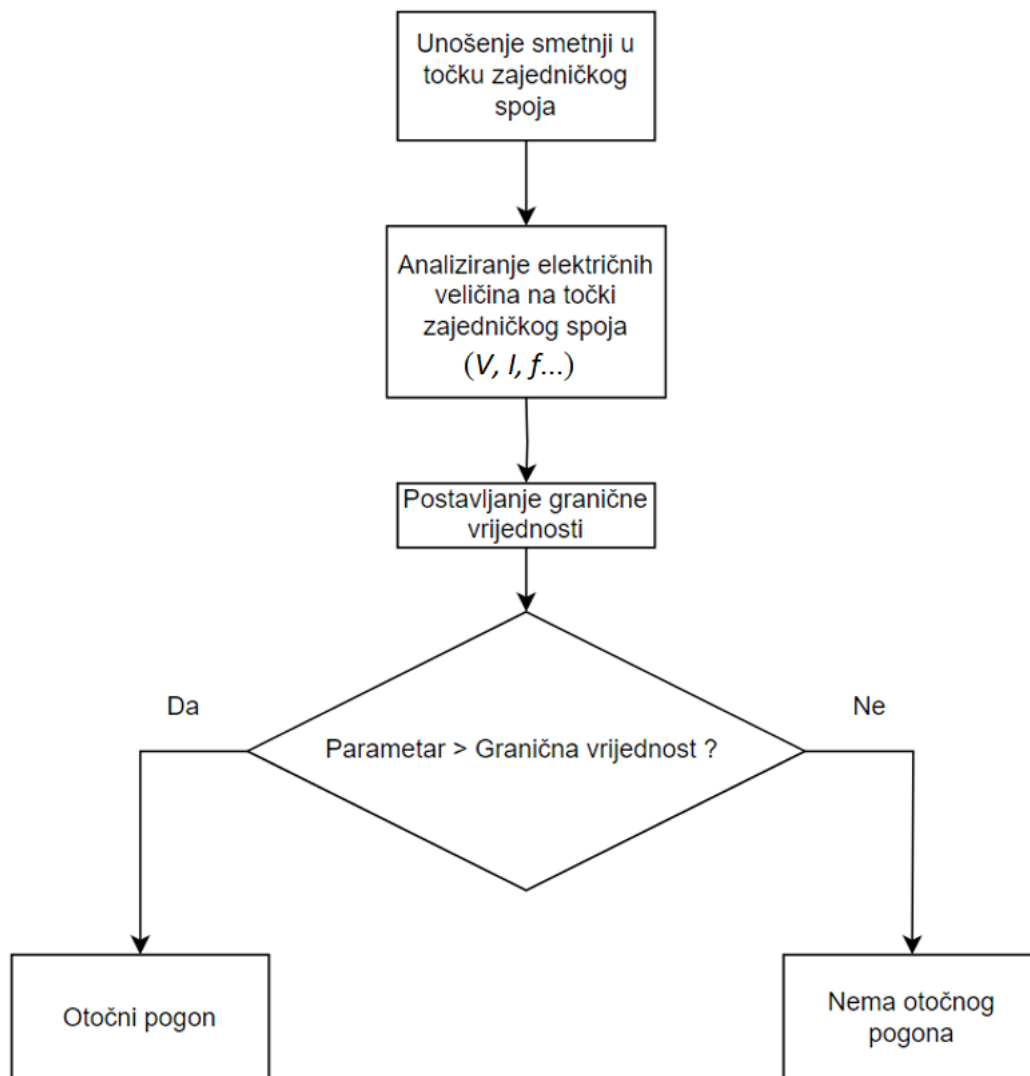 Unošenje smetnji u
točku zajedničkog
spoja
Analiziranje električnih
veličina na točki
zajedničkog spoja
(V, I, f...)
Postavljanje granične
vrijednosti
Parametar > Granična vrijednost ?
Da
Ne
Otočni pogon
Nema otočnog
pogona